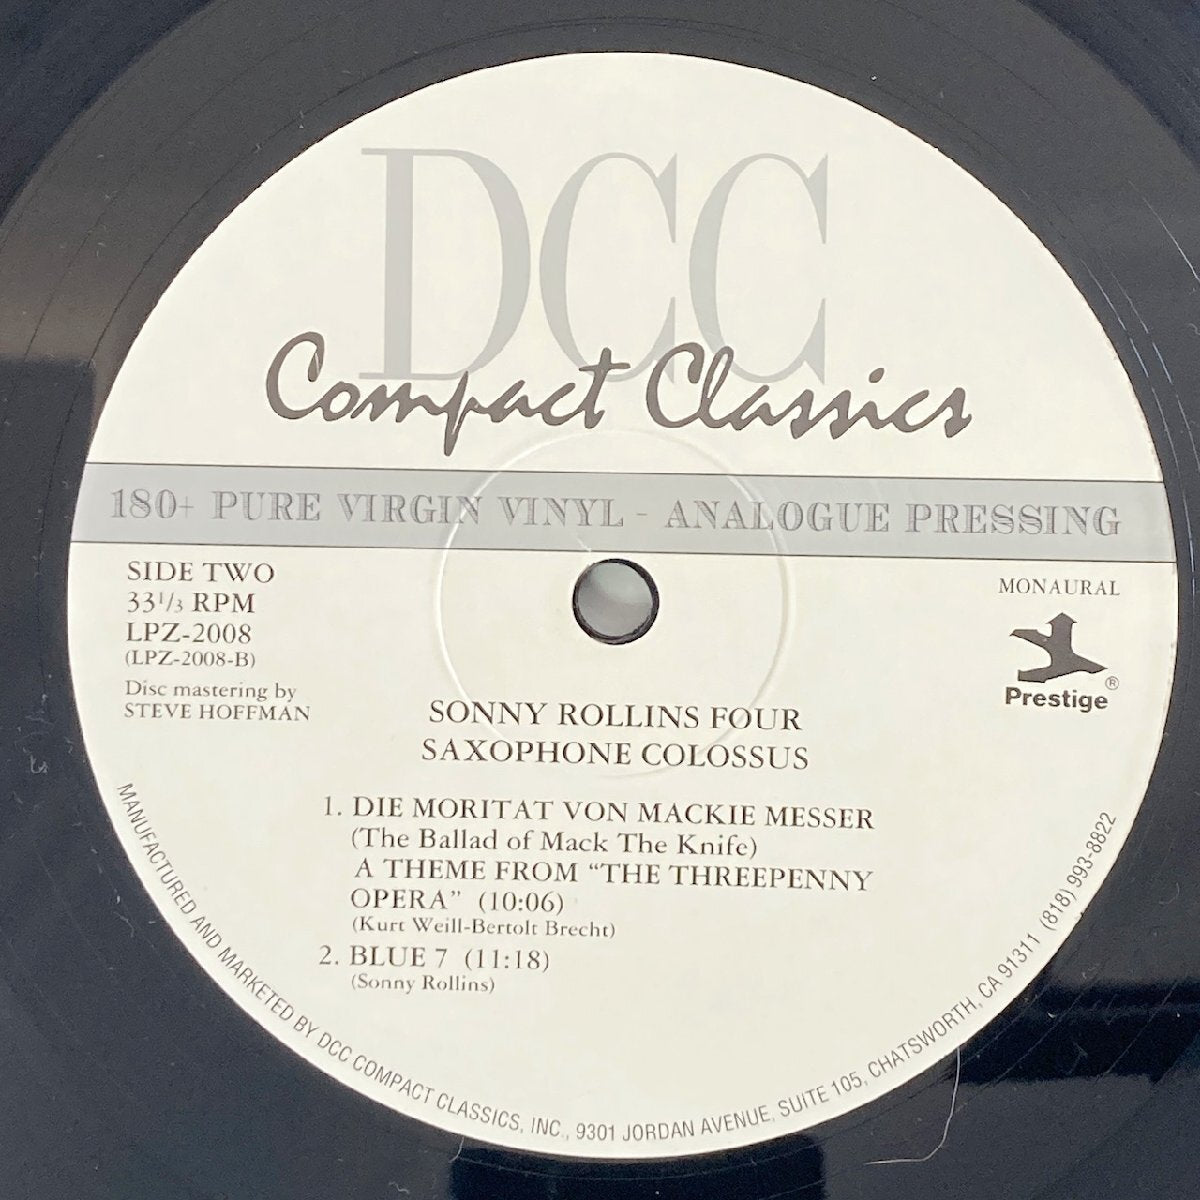 DCC
Compact Classics
180+ PURE VIRGIN VINYL - ANALOGUE PRESSING
SIDE TWO
33 1/3 RPM
LPZ-2008
(LPZ-2008-B)
Disc mastering by
STEVE HOFFMAN
MONAURAL
Prestige®
SONNY ROLLINS FOUR
SAXOPHONE COLOSSUS
1. DIE MORITAT VON MACKIE MESSER
(The Ballad of Mack The Knife)
A THEME FROM “THE THREEPENNY
OPERA” (10:06)
(Kurt Weill-Bertolt Brecht)
2. BLUE 7 (11:18)
(Sonny Rollins)
MANUFACTURED AND MARKETED BY DCC COMPACT CLASSICS, INC., 9301 JORDAN AVENUE, SUITE 105, CHATSWORTH, CA 91311 (818) 993-8822